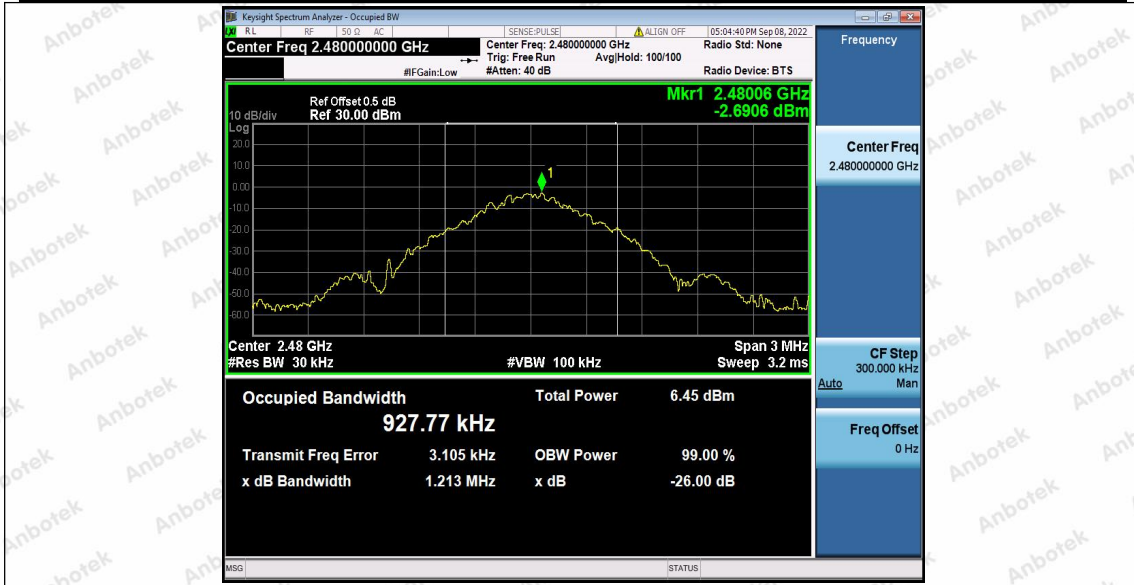 Keysight Spectrum Analyzer - Occupied BW
RL RF 50 Ω AC SENSE:PULSE ALIGN OFF 05:04:40 PM Sep 08, 2022
Center Freq 2.480000000 GHz
Center Freq: 2.480000000 GHz
Radio Std: None
Trig: Free Run Avg|Hold: 100/100
#IFGain:Low
#Atten: 40 dB
Radio Device: BTS
Mkr1 2.48006 GHz
-2.6906 dBm
Ref Offset 0.5 dB
10 dB/div Ref 30.00 dBm
Log
20.0
10.0
0.00
-10.0
-20.0
-30.0
-40.0
-50.0
-60.0
1
Center 2.48 GHz Span 3 MHz
#Res BW 30 kHz #VBW 100 kHz Sweep 3.2 ms
Occupied Bandwidth Total Power 6.45 dBm
927.77 kHz
Transmit Freq Error 3.105 kHz OBW Power 99.00 %
x dB Bandwidth 1.213 MHz x dB -26.00 dB
MSG STATUS
Frequency
Center Freq
2.480000000 GHz
CF Step
300.000 kHz
Auto Man
Freq Offset
0 Hz
Anbotek